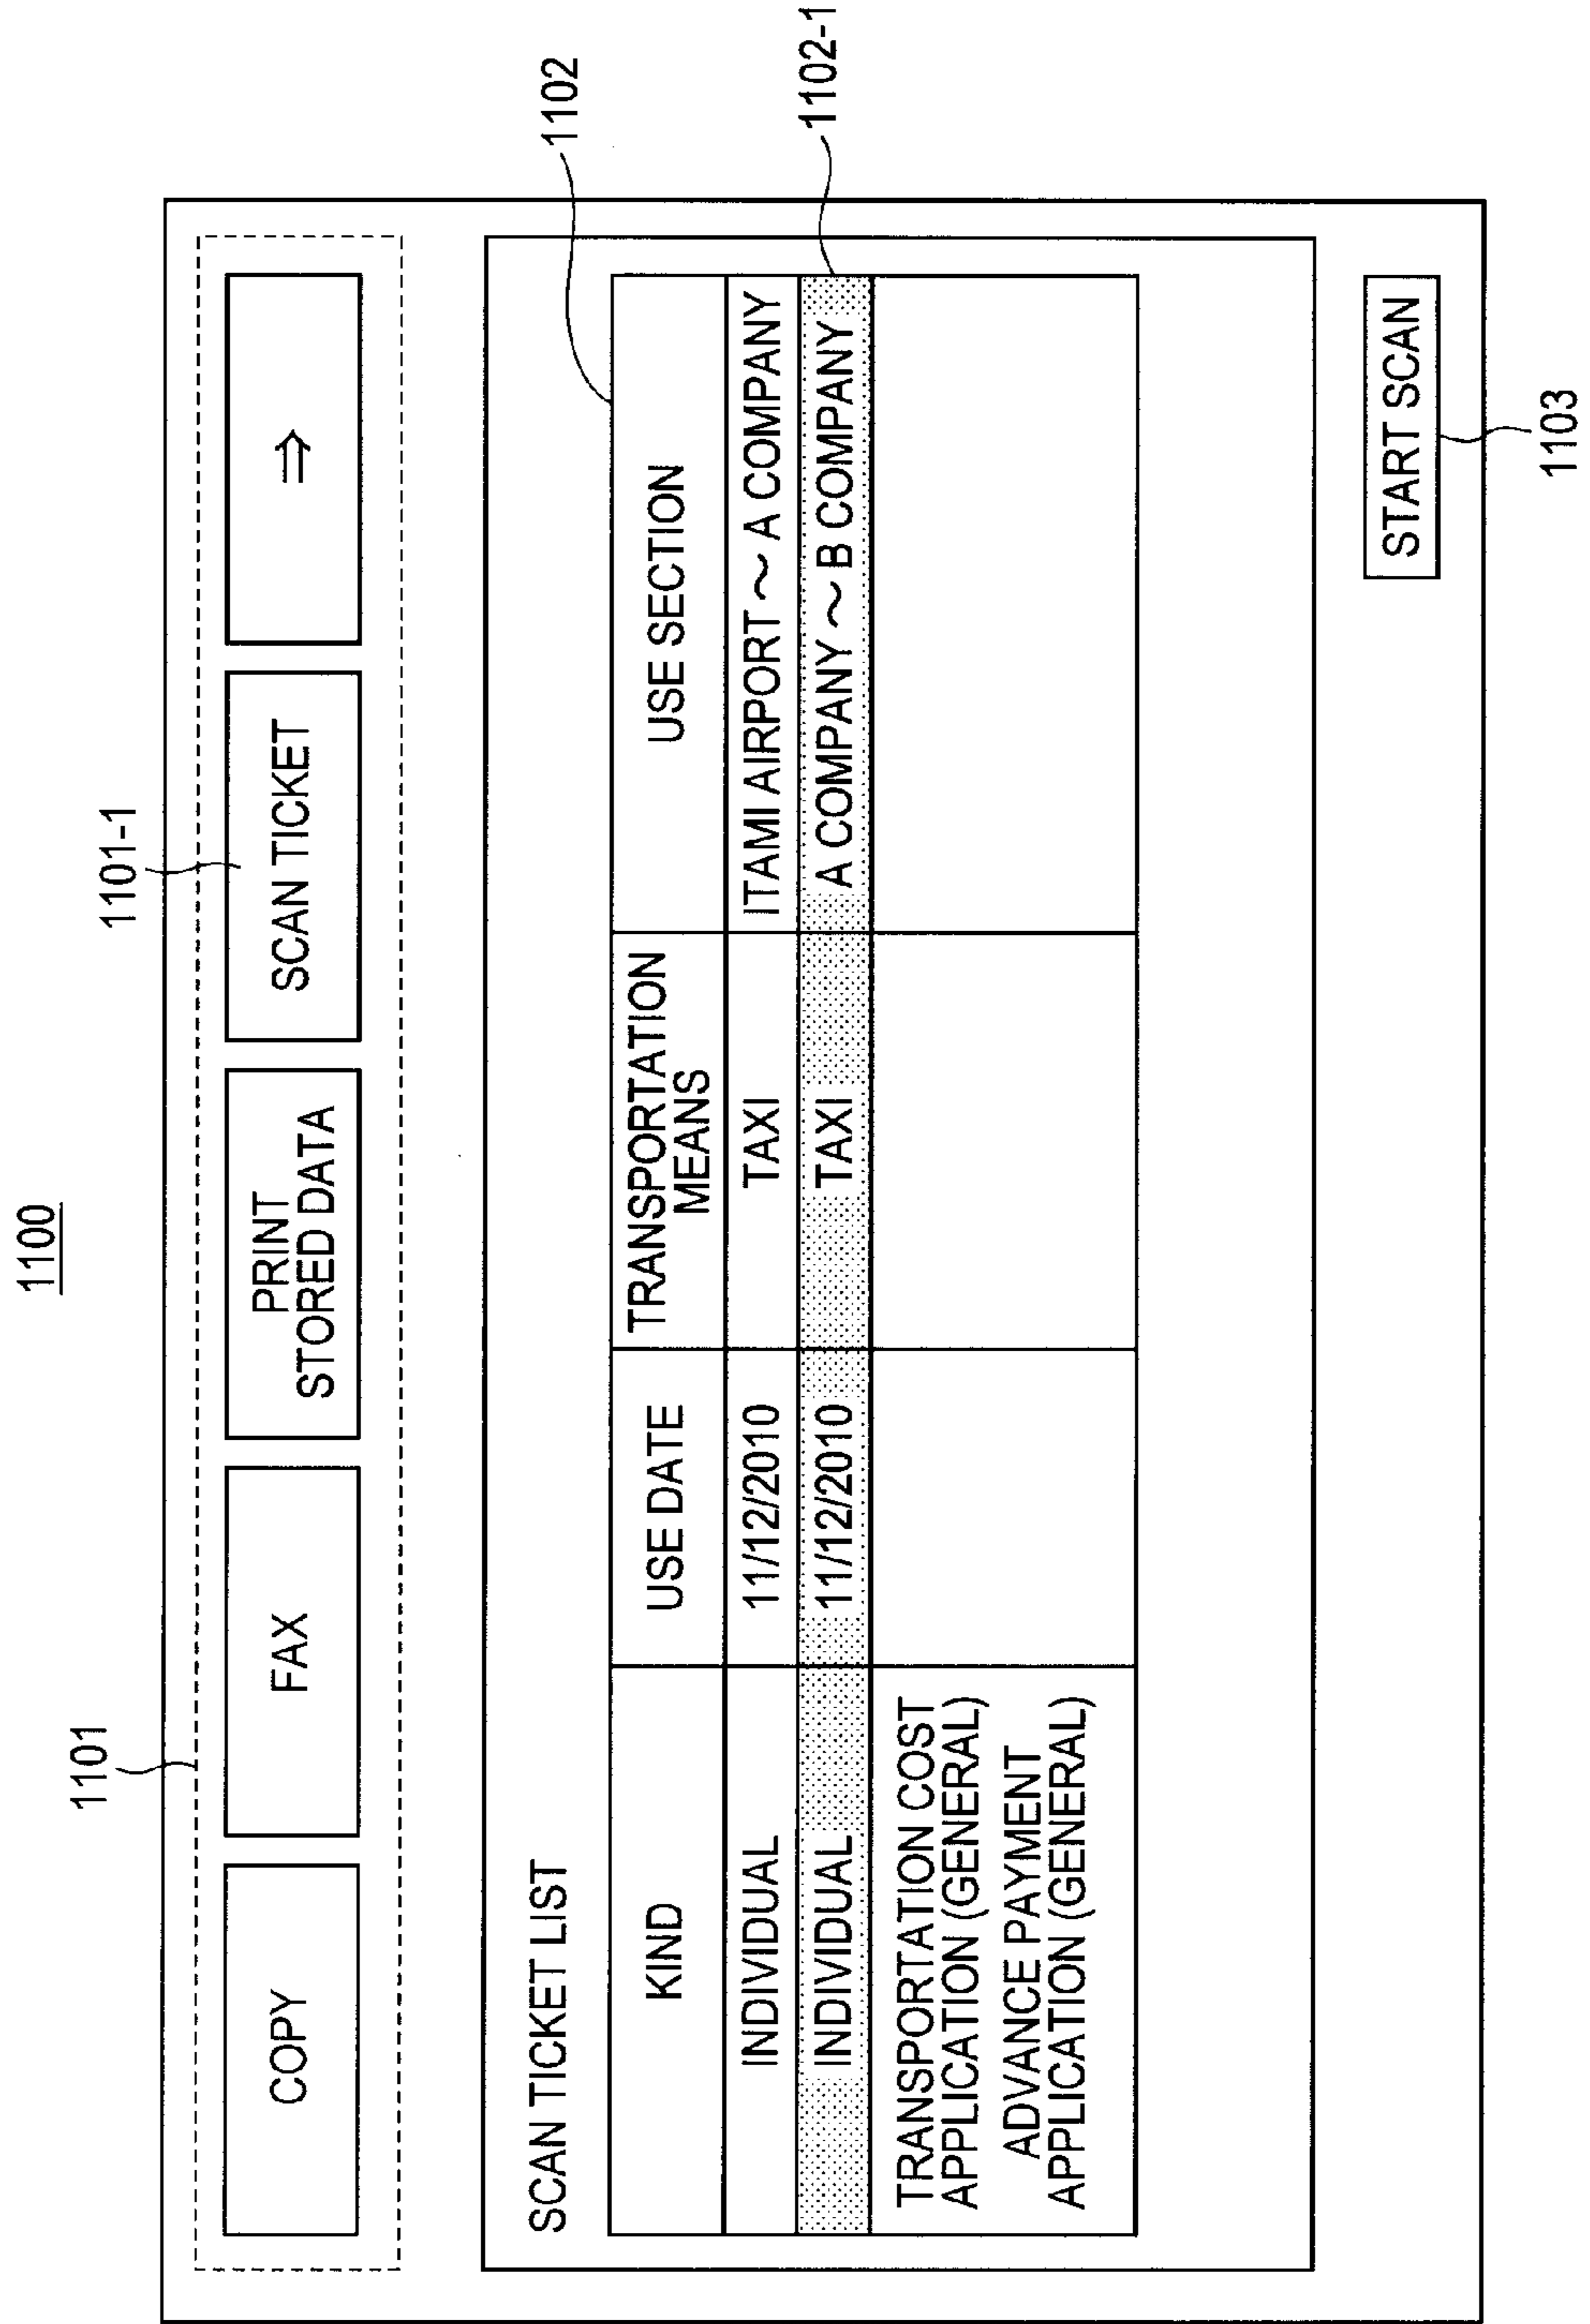 1100
1101
1101-1
COPY
FAX
PRINT
STORED DATA
SCAN TICKET
⇒
SCAN TICKET LIST
1102
KIND
USE DATE
TRANSPORTATION
MEANS
USE SECTION
INDIVIDUAL
11/12/2010
TAXI
ITAMI AIRPORT ~ A COMPANY
INDIVIDUAL
11/12/2010
TAXI
A COMPANY ~ B COMPANY
1102-1
TRANSPORTATION COST
APPLICATION (GENERAL)
ADVANCE PAYMENT
APPLICATION (GENERAL)
START SCAN
1103